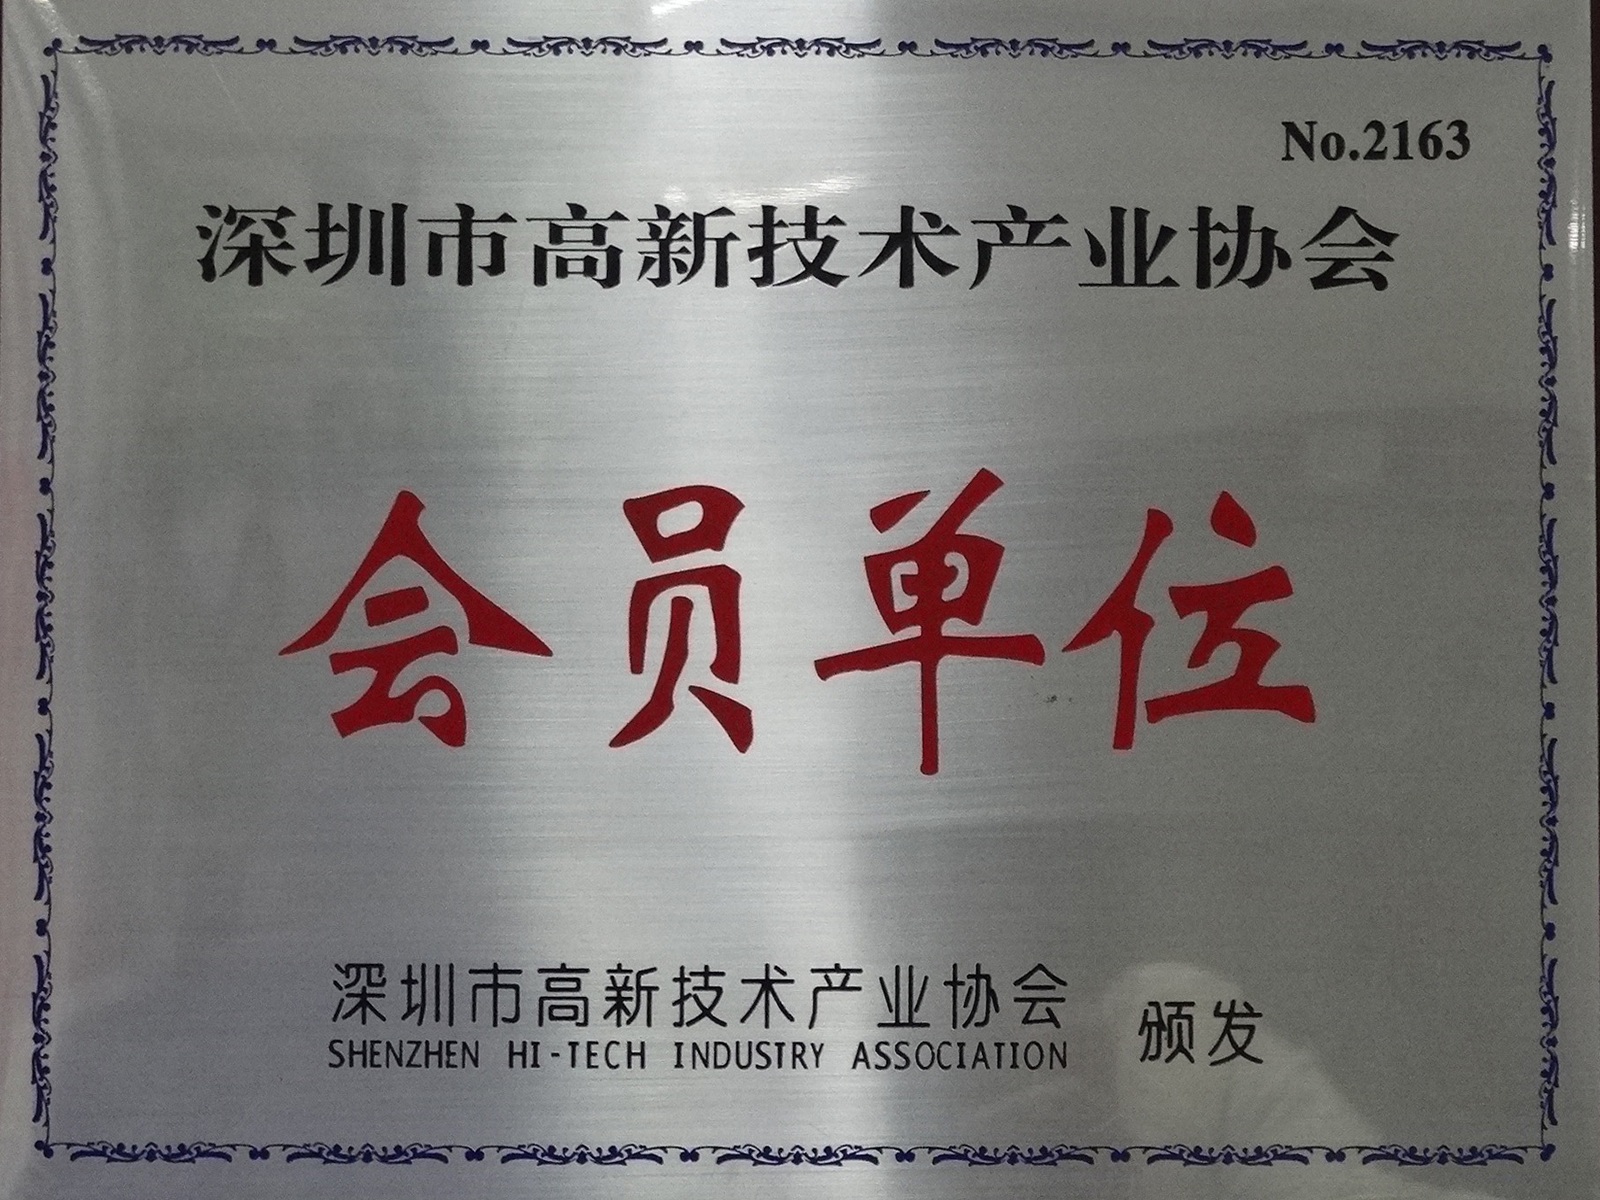 No.2163
深圳市高新技术产业协会
会员单位
深圳市高新技术产业协会 颁发
SHENZHEN HI-TECH INDUSTRY ASSOCIATION